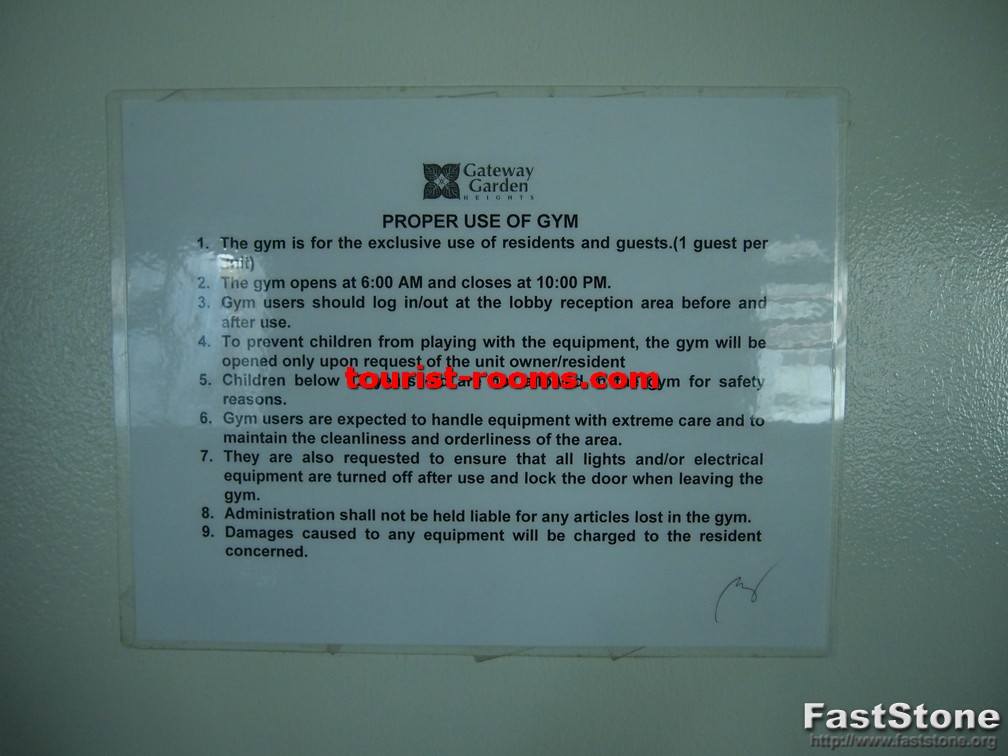 Gateway
Garden
HEIGHTS
PROPER USE OF GYM
1. The gym is for the exclusive use of residents and guests.(1 guest per
unit)
2. The gym opens at 6:00 AM and closes at 10:00 PM.
3. Gym users should log in/out at the lobby reception area before and
after use.
4. To prevent children from playing with the equipment, the gym will be
opened only upon request of the unit owner/resident
5. Children below gym for safety
tourist-rooms.com
reasons.
6. Gym users are expected to handle equipment with extreme care and to
maintain the cleanliness and orderliness of the area.
7. They are also requested to ensure that all lights and/or electrical
equipment are turned off after use and lock the door when leaving the
gym.
8. Administration shall not be held liable for any articles lost in the gym.
9. Damages caused to any equipment will be charged to the resident
concerned.
FastStone
http://www.faststone.org